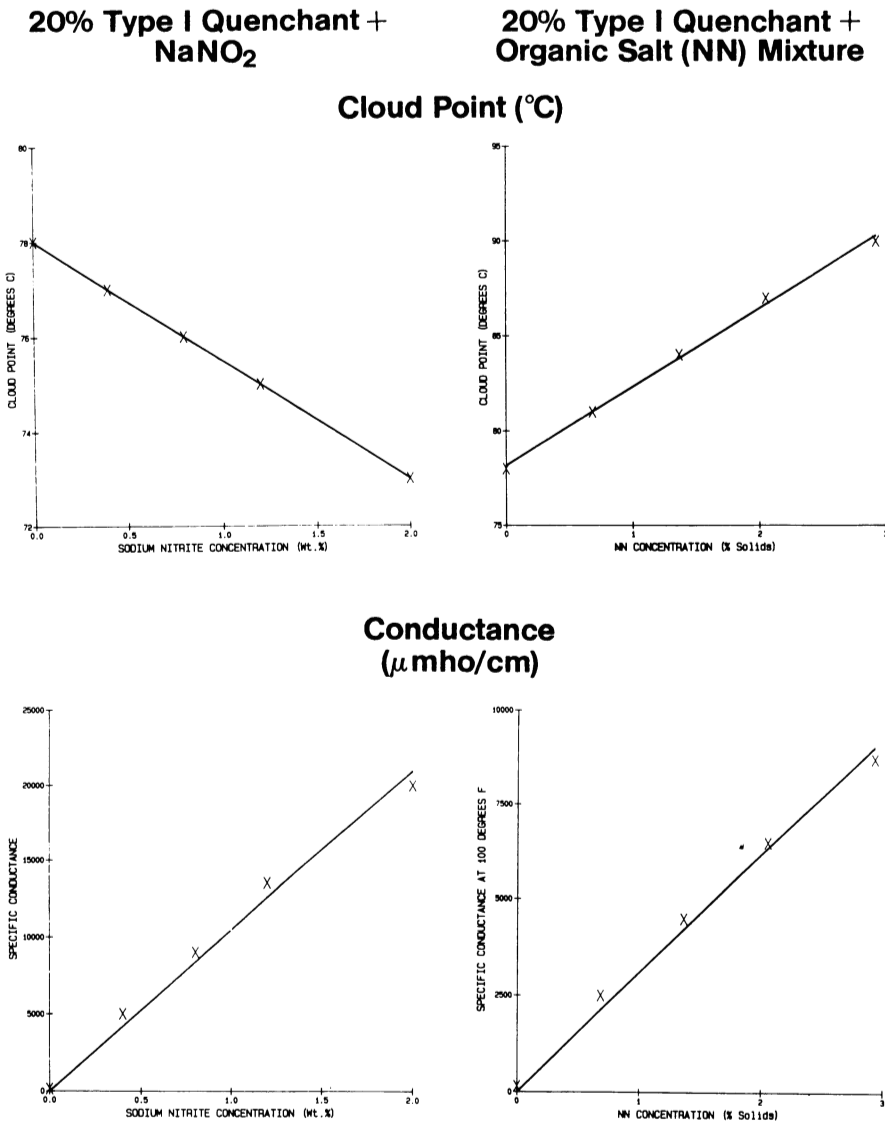 20% Type I Quenchant +
NaNO2
20% Type I Quenchant +
Organic Salt (NN) Mixture
Cloud Point (°C)
80
78
76
74
72
CLOUD POINT (DEGREES C)
0.0 0.5 1.0 1.5 2.0
SODIUM NITRITE CONCENTRATION (Wt.%)
95
90
85
80
75
CLOUD POINT (DEGREES C)
0 1 2 3
NN CONCENTRATION (% Solids)
Conductance
(μ mho/cm)
25000
20000
15000
10000
5000
0
SPECIFIC CONDUCTANCE
0.0 0.5 1.0 1.5 2.0
SODIUM NITRITE CONCENTRATION (Wt.%)
10000
7500
5000
2500
0
SPECIFIC CONDUCTANCE AT 100 DEGREES F
0 1 2 3
NN CONCENTRATION (% Solids)